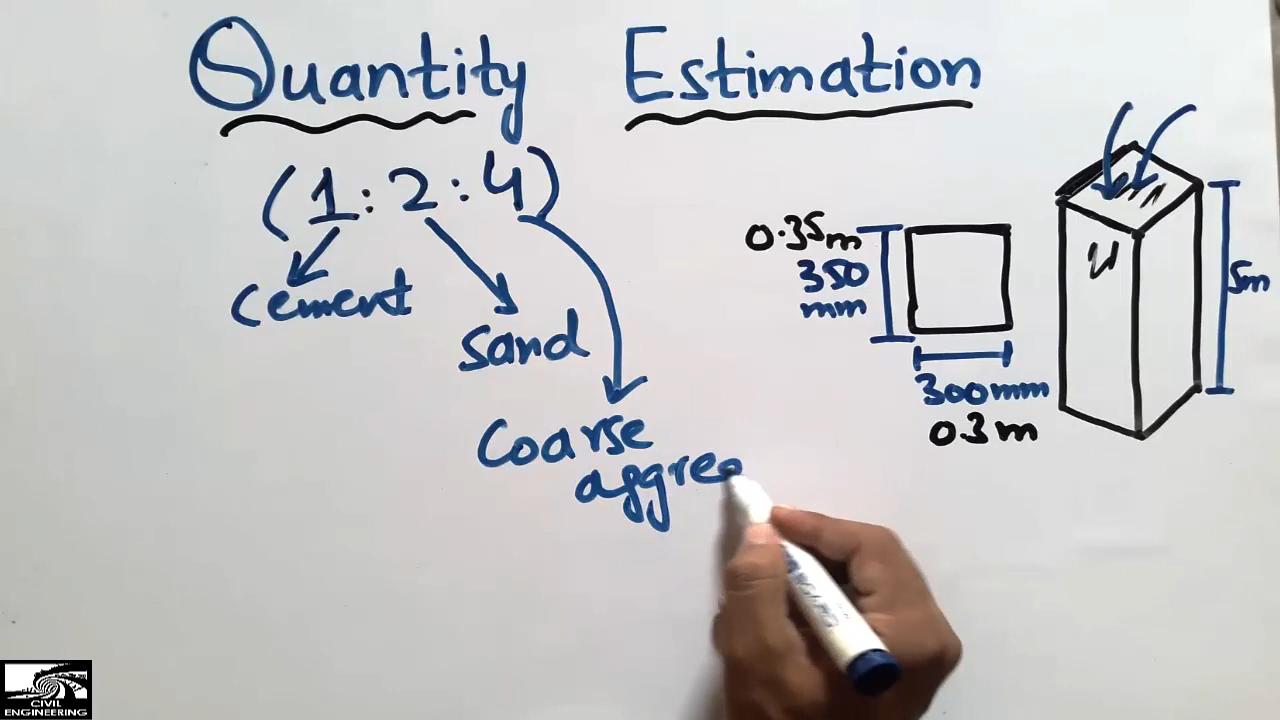 Quantity Estimation
(1:2:4)
cement
sand
Coarse
aggre
0.35m
350
mm
300mm
0.3m
5m
CIVIL
ENGINEERING